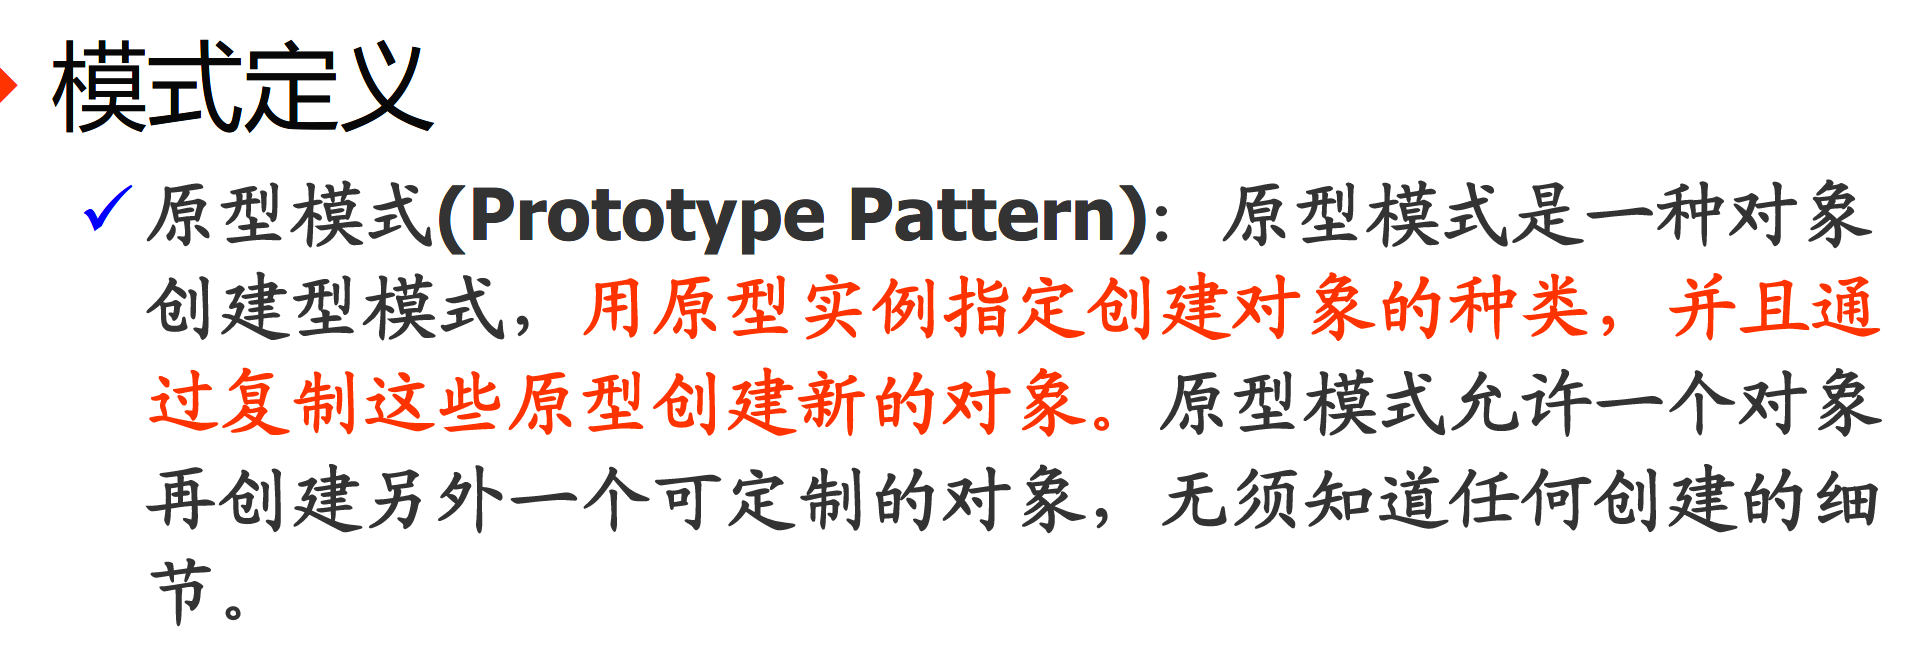 模式定义
原型模式(Prototype Pattern)：原型模式是一种对象
创建型模式，用原型实例指定创建对象的种类，并且通
过复制这些原型创建新的对象。原型模式允许一个对象
再创建另外一个可定制的对象，无须知道任何创建的细
节。